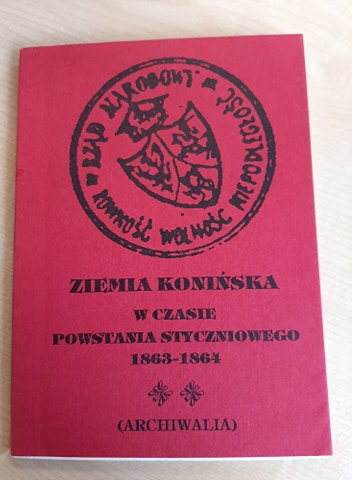 RZĄD NARODOWY
RÓWNOŚĆ WOLNOŚĆ NIEPODLEGŁOŚĆ
ZIEMIA KONIŃSKA
W CZASIE
POWSTANIA STYCZNIOWEGO
1863-1864
(ARCHIWALIA)